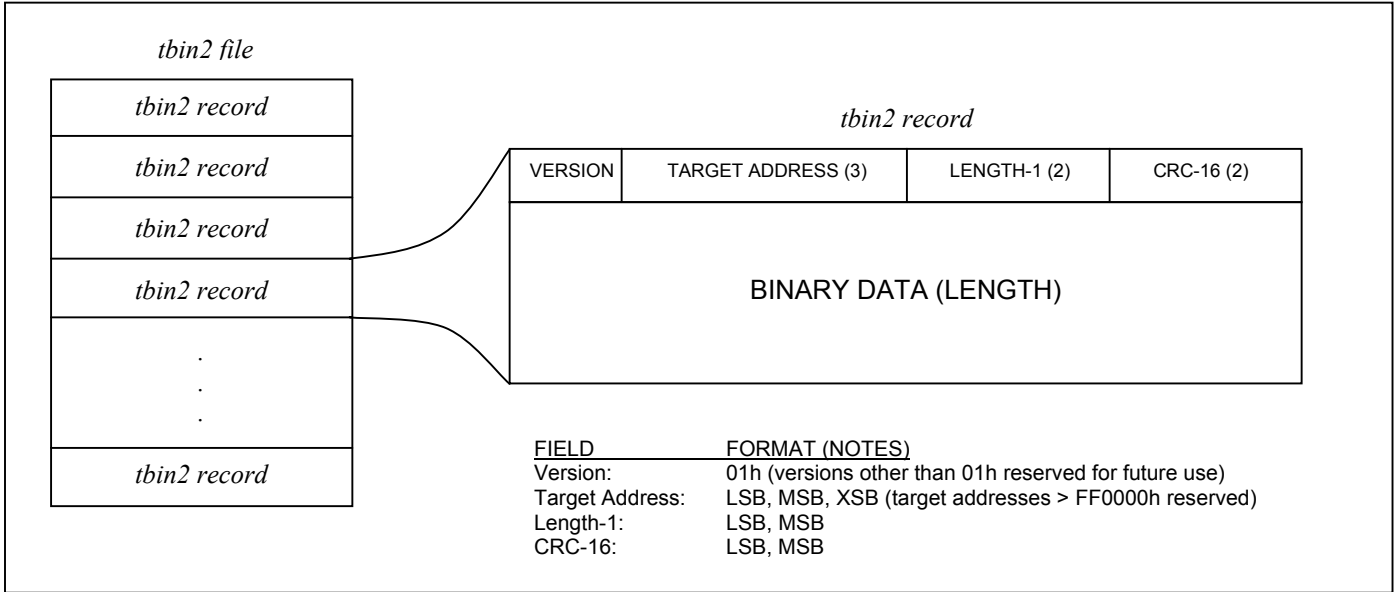 tbin2 file
tbin2 record
tbin2 record
tbin2 record
tbin2 record
.
.
.
tbin2 record
tbin2 record
VERSION TARGET ADDRESS (3) LENGTH-1 (2) CRC-16 (2)
BINARY DATA (LENGTH)
FIELD FORMAT (NOTES)
Version: 01h (versions other than 01h reserved for future use)
Target Address: LSB, MSB, XSB (target addresses > FF0000h reserved)
Length-1: LSB, MSB
CRC-16: LSB, MSB